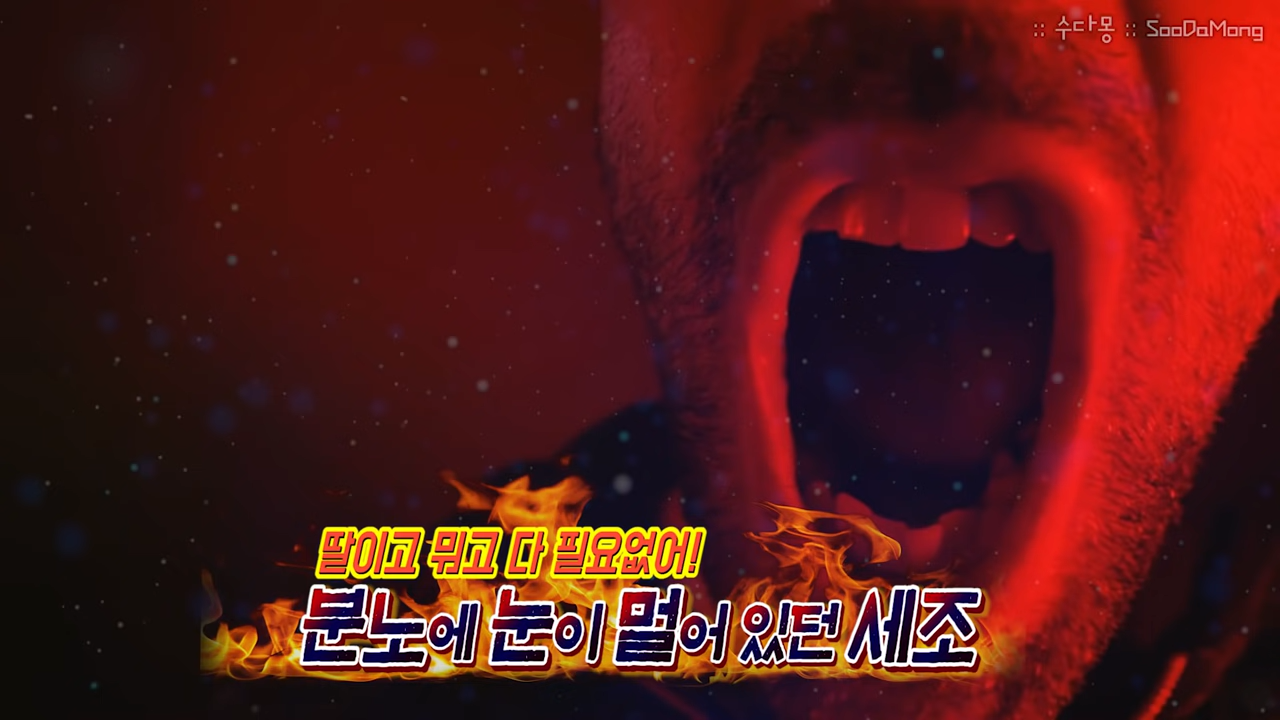 :: 수다몽 :: SooDaMong
딸이고 뭐고 다 필요없어!
분노에 눈이 멀어 있던 세조